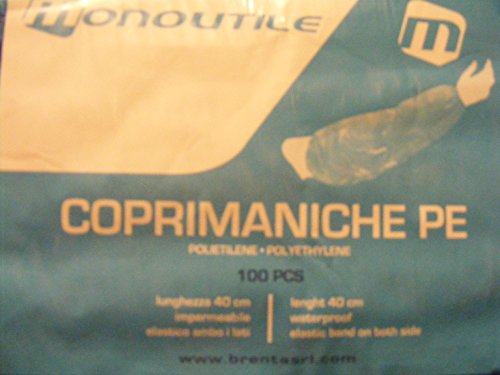 monoutile
m
COPRIMANICHE PE
POLIETILENE • POLYETHYLENE
100 PCS
lunghezza 40 cm
impermeabile
elastico ambo i lati
lenght 40 cm
waterproof
elastic band on both side
www.brentasrl.com